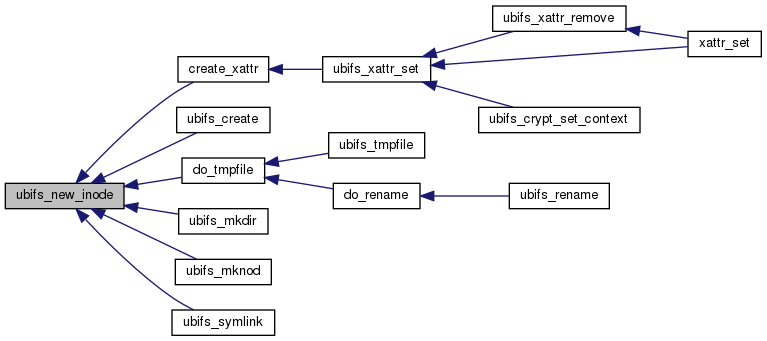 ubifs_xattr_remove
xattr_set
create_xattr
ubifs_xattr_set
ubifs_create
ubifs_crypt_set_context
ubifs_tmpfile
do_tmpfile
ubifs_new_inode
do_rename
ubifs_rename
ubifs_mkdir
ubifs_mknod
ubifs_symlink